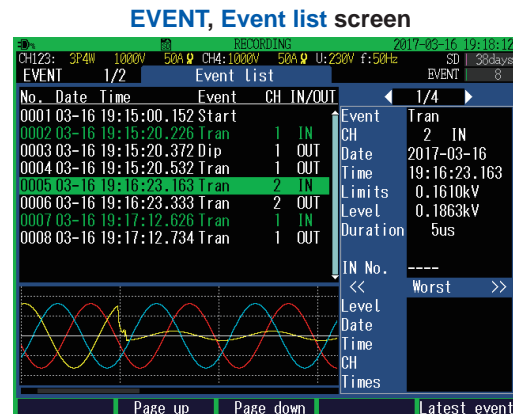 EVENT, Event list screen
RECORDING 2017-03-16 19:18:12
CH123: 3P4W 1000V 50A CH4:1000V 50A U:230V f:50Hz SD 38days
EVENT 1/2 Event list EVENT 8
No. Date Time Event CH IN/OUT
0001 03-16 19:15:00.152 Start
0002 03-16 19:15:20.226 Tran 1 IN
0003 03-16 19:15:20.372 Dip 1 OUT
0004 03-16 19:15:20.532 Tran 1 OUT
0005 03-16 19:16:23.163 Tran 2 IN
0006 03-16 19:16:23.333 Tran 2 OUT
0007 03-16 19:17:12.626 Tran 1 IN
0008 03-16 19:17:12.734 Tran 1 OUT
1/4
Event Tran
CH 2 IN
Date 2017-03-16
Time 19:16:23.163
Limits 0.1610kV
Level 0.1863kV
Duration 5us
IN No. ----
<< Worst >>
Level
Date
Time
CH
Times
Page up Page down Latest event